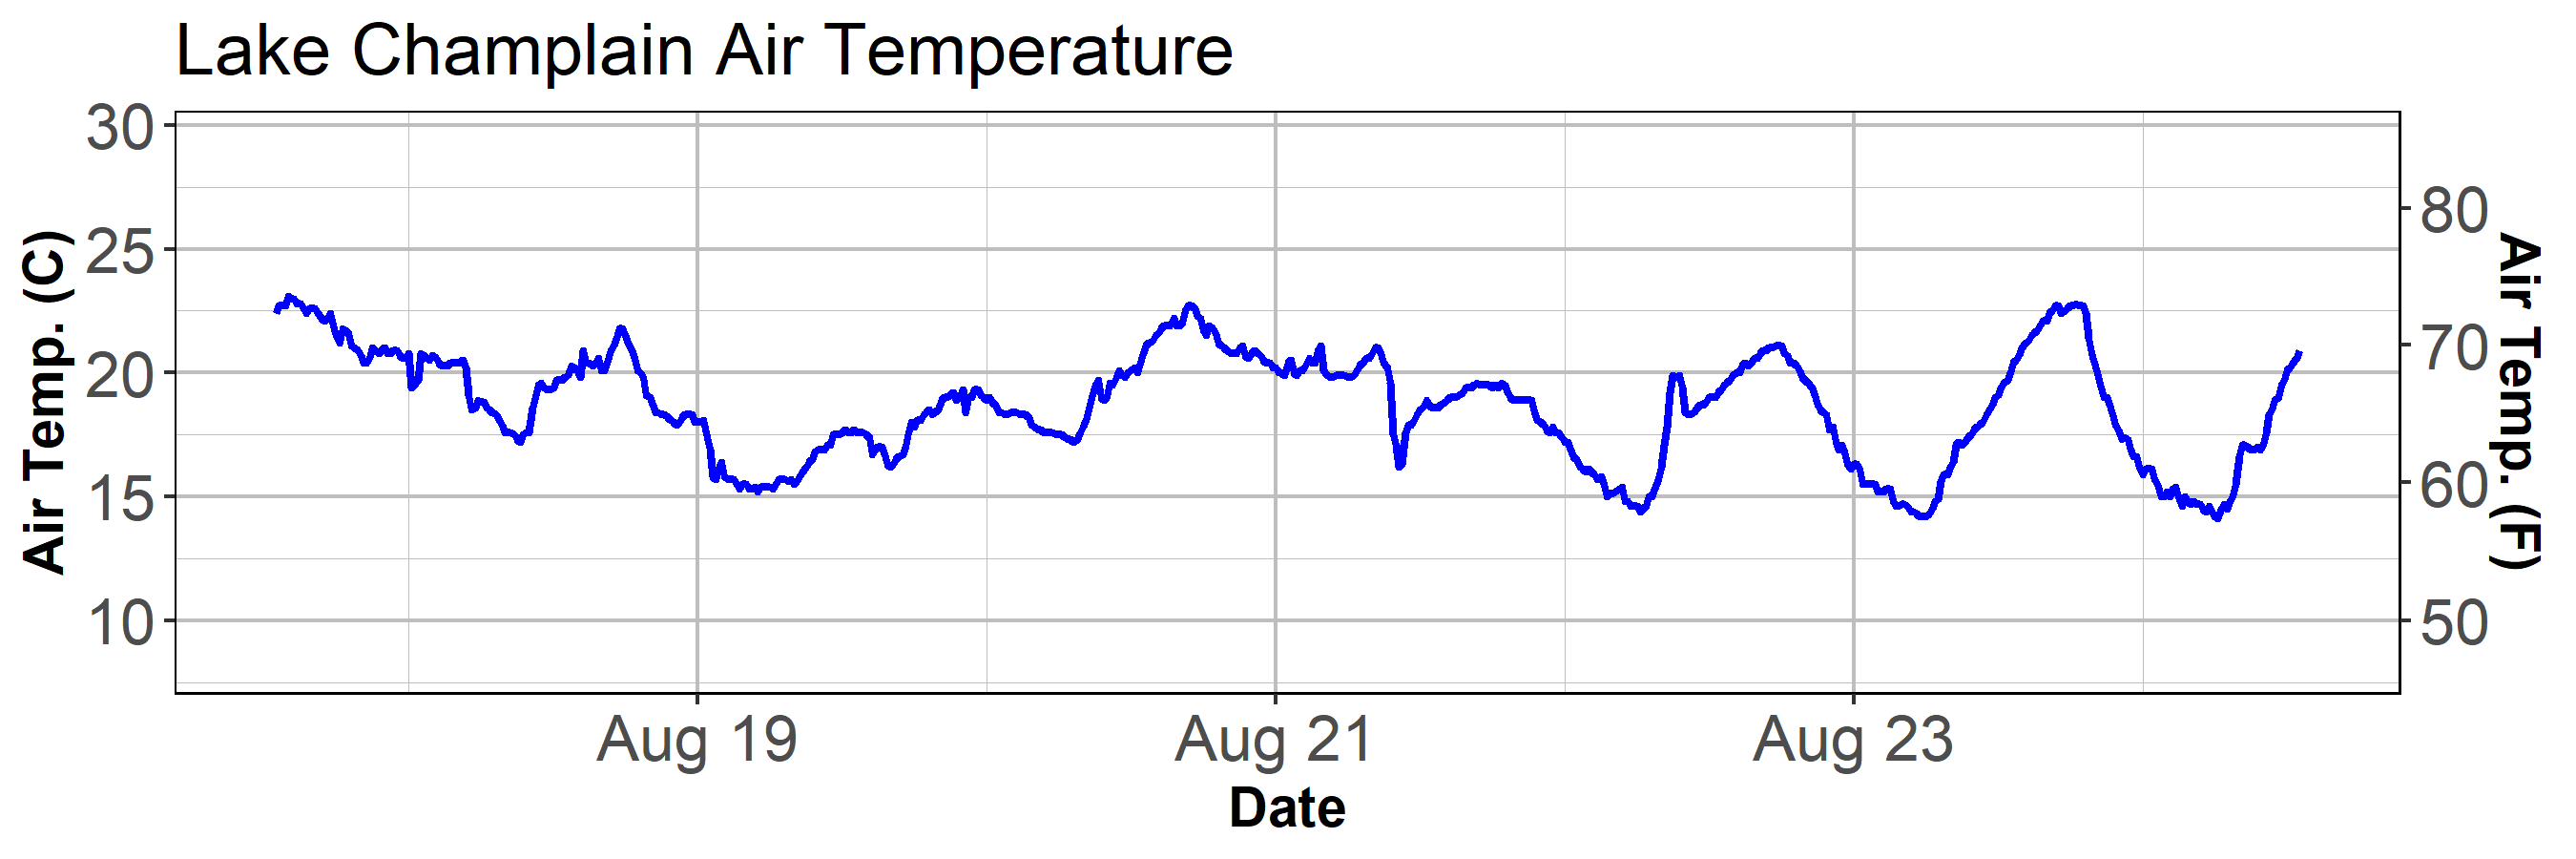 Lake Champlain Air Temperature
30
25
20
15
10
Air Temp. (C)
80
70
60
50
Air Temp. (F)
Aug 19
Aug 21
Aug 23
Date